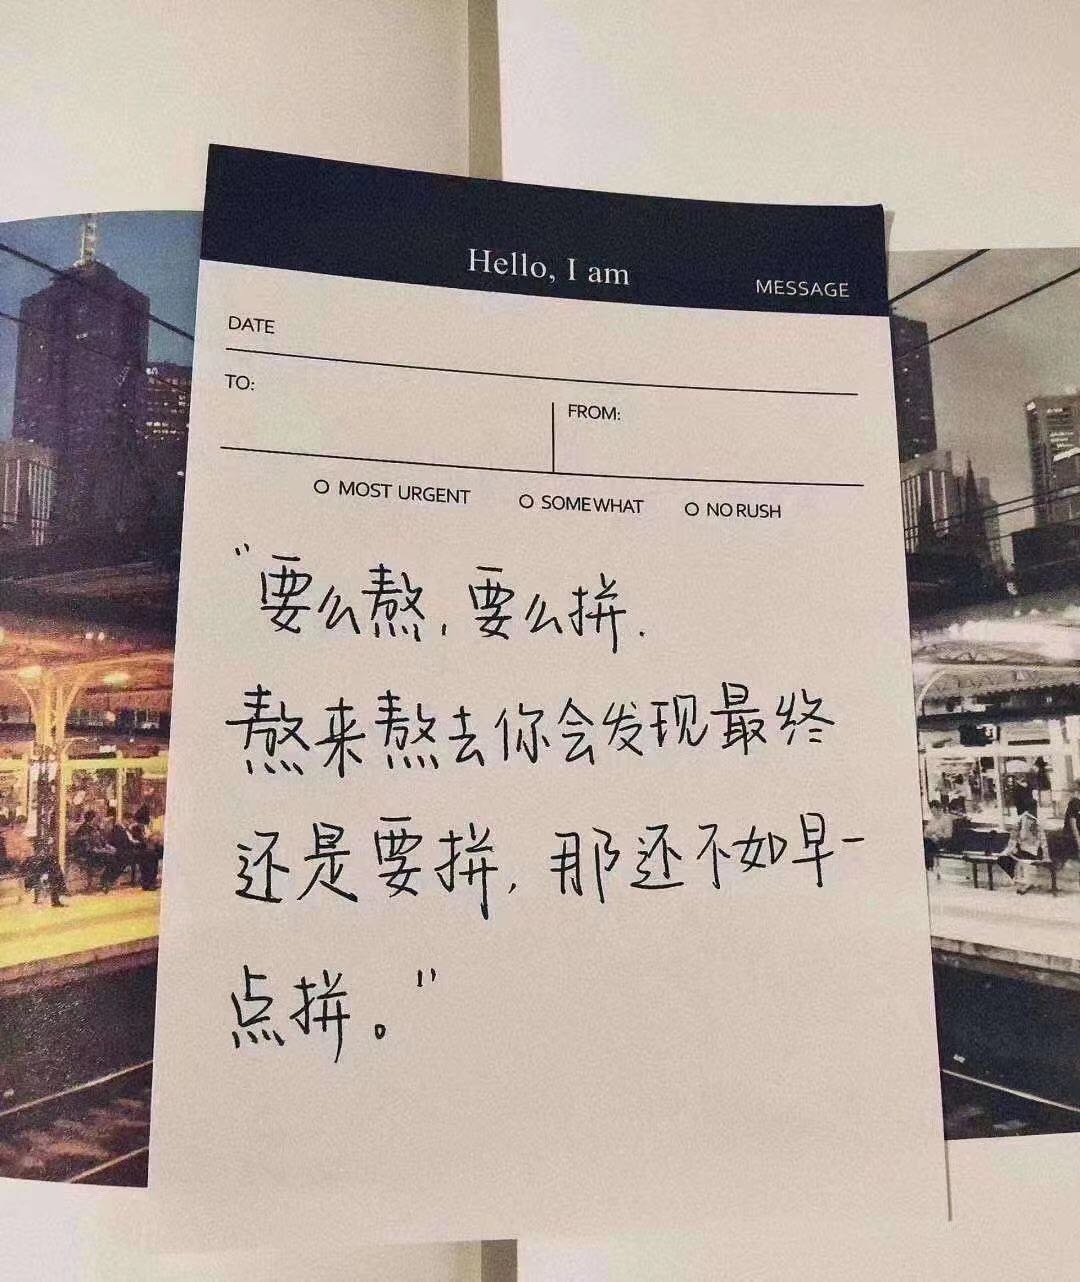 Hello, I am
MESSAGE
DATE
TO:
FROM:
MOST URGENT
SOMEWHAT
NO RUSH
"要么熬,要么拼.
熬来熬去你会发现最终
还是要拼,那还不如早一
点拼。"